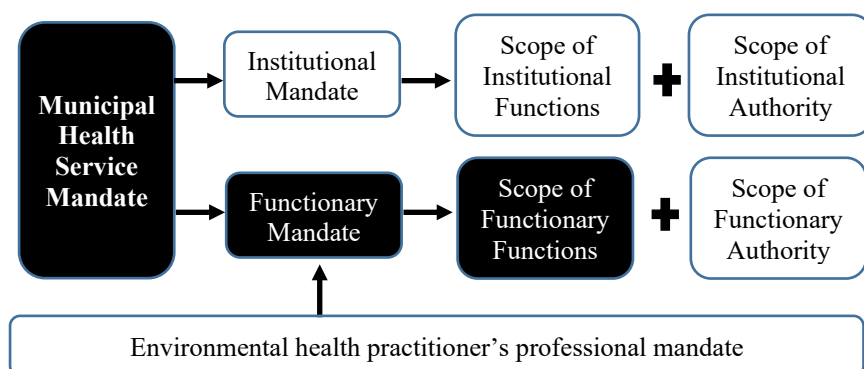 Municipal
Health
Service
Mandate
Institutional
Mandate
Scope of
Institutional
Functions
Scope of
Institutional
Authority
Functionary
Mandate
Scope of
Functionary
Functions
Scope of
Functionary
Authority
Environmental health practitioner’s professional mandate